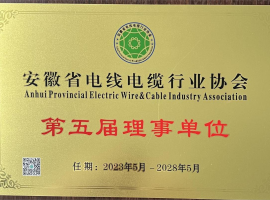 安徽省电线电缆行业协会
Anhui Provincial Electric Wire&Cable Industry Association
第五届理事单位
任期：2023年5月－2028年5月